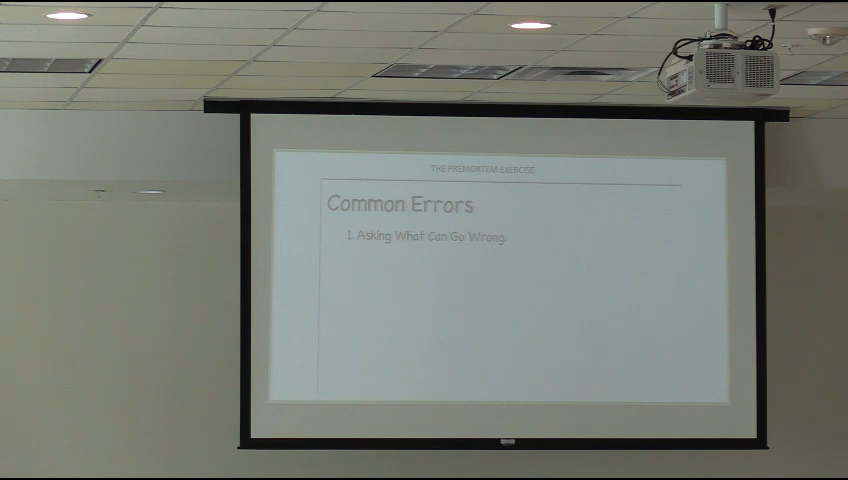 THE PREMORTEM EXERCISE
Common Errors
1. Asking What Can Go Wrong.